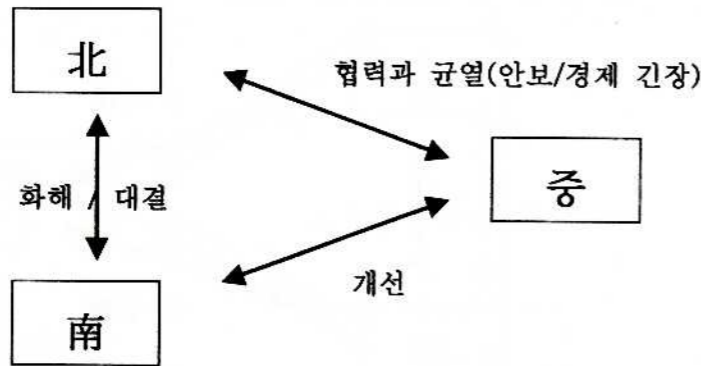 北
협력과 균열(안보/경제 긴장)
중
화해 / 대결
개선
南